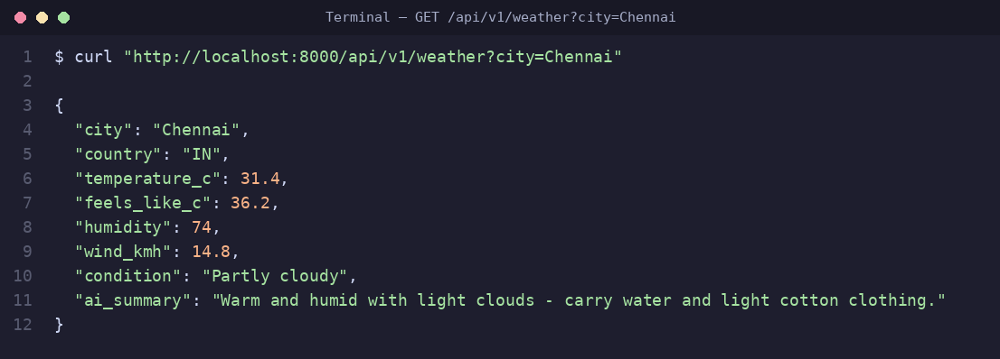 Terminal — GET /api/v1/weather?city=Chennai
1 $ curl "http://localhost:8000/api/v1/weather?city=Chennai"
2
3 {
4   "city": "Chennai",
5   "country": "IN",
6   "temperature_c": 31.4,
7   "feels_like_c": 36.2,
8   "humidity": 74,
9   "wind_kmh": 14.8,
10   "condition": "Partly cloudy",
11   "ai_summary": "Warm and humid with light clouds - carry water and light cotton clothing."
12 }